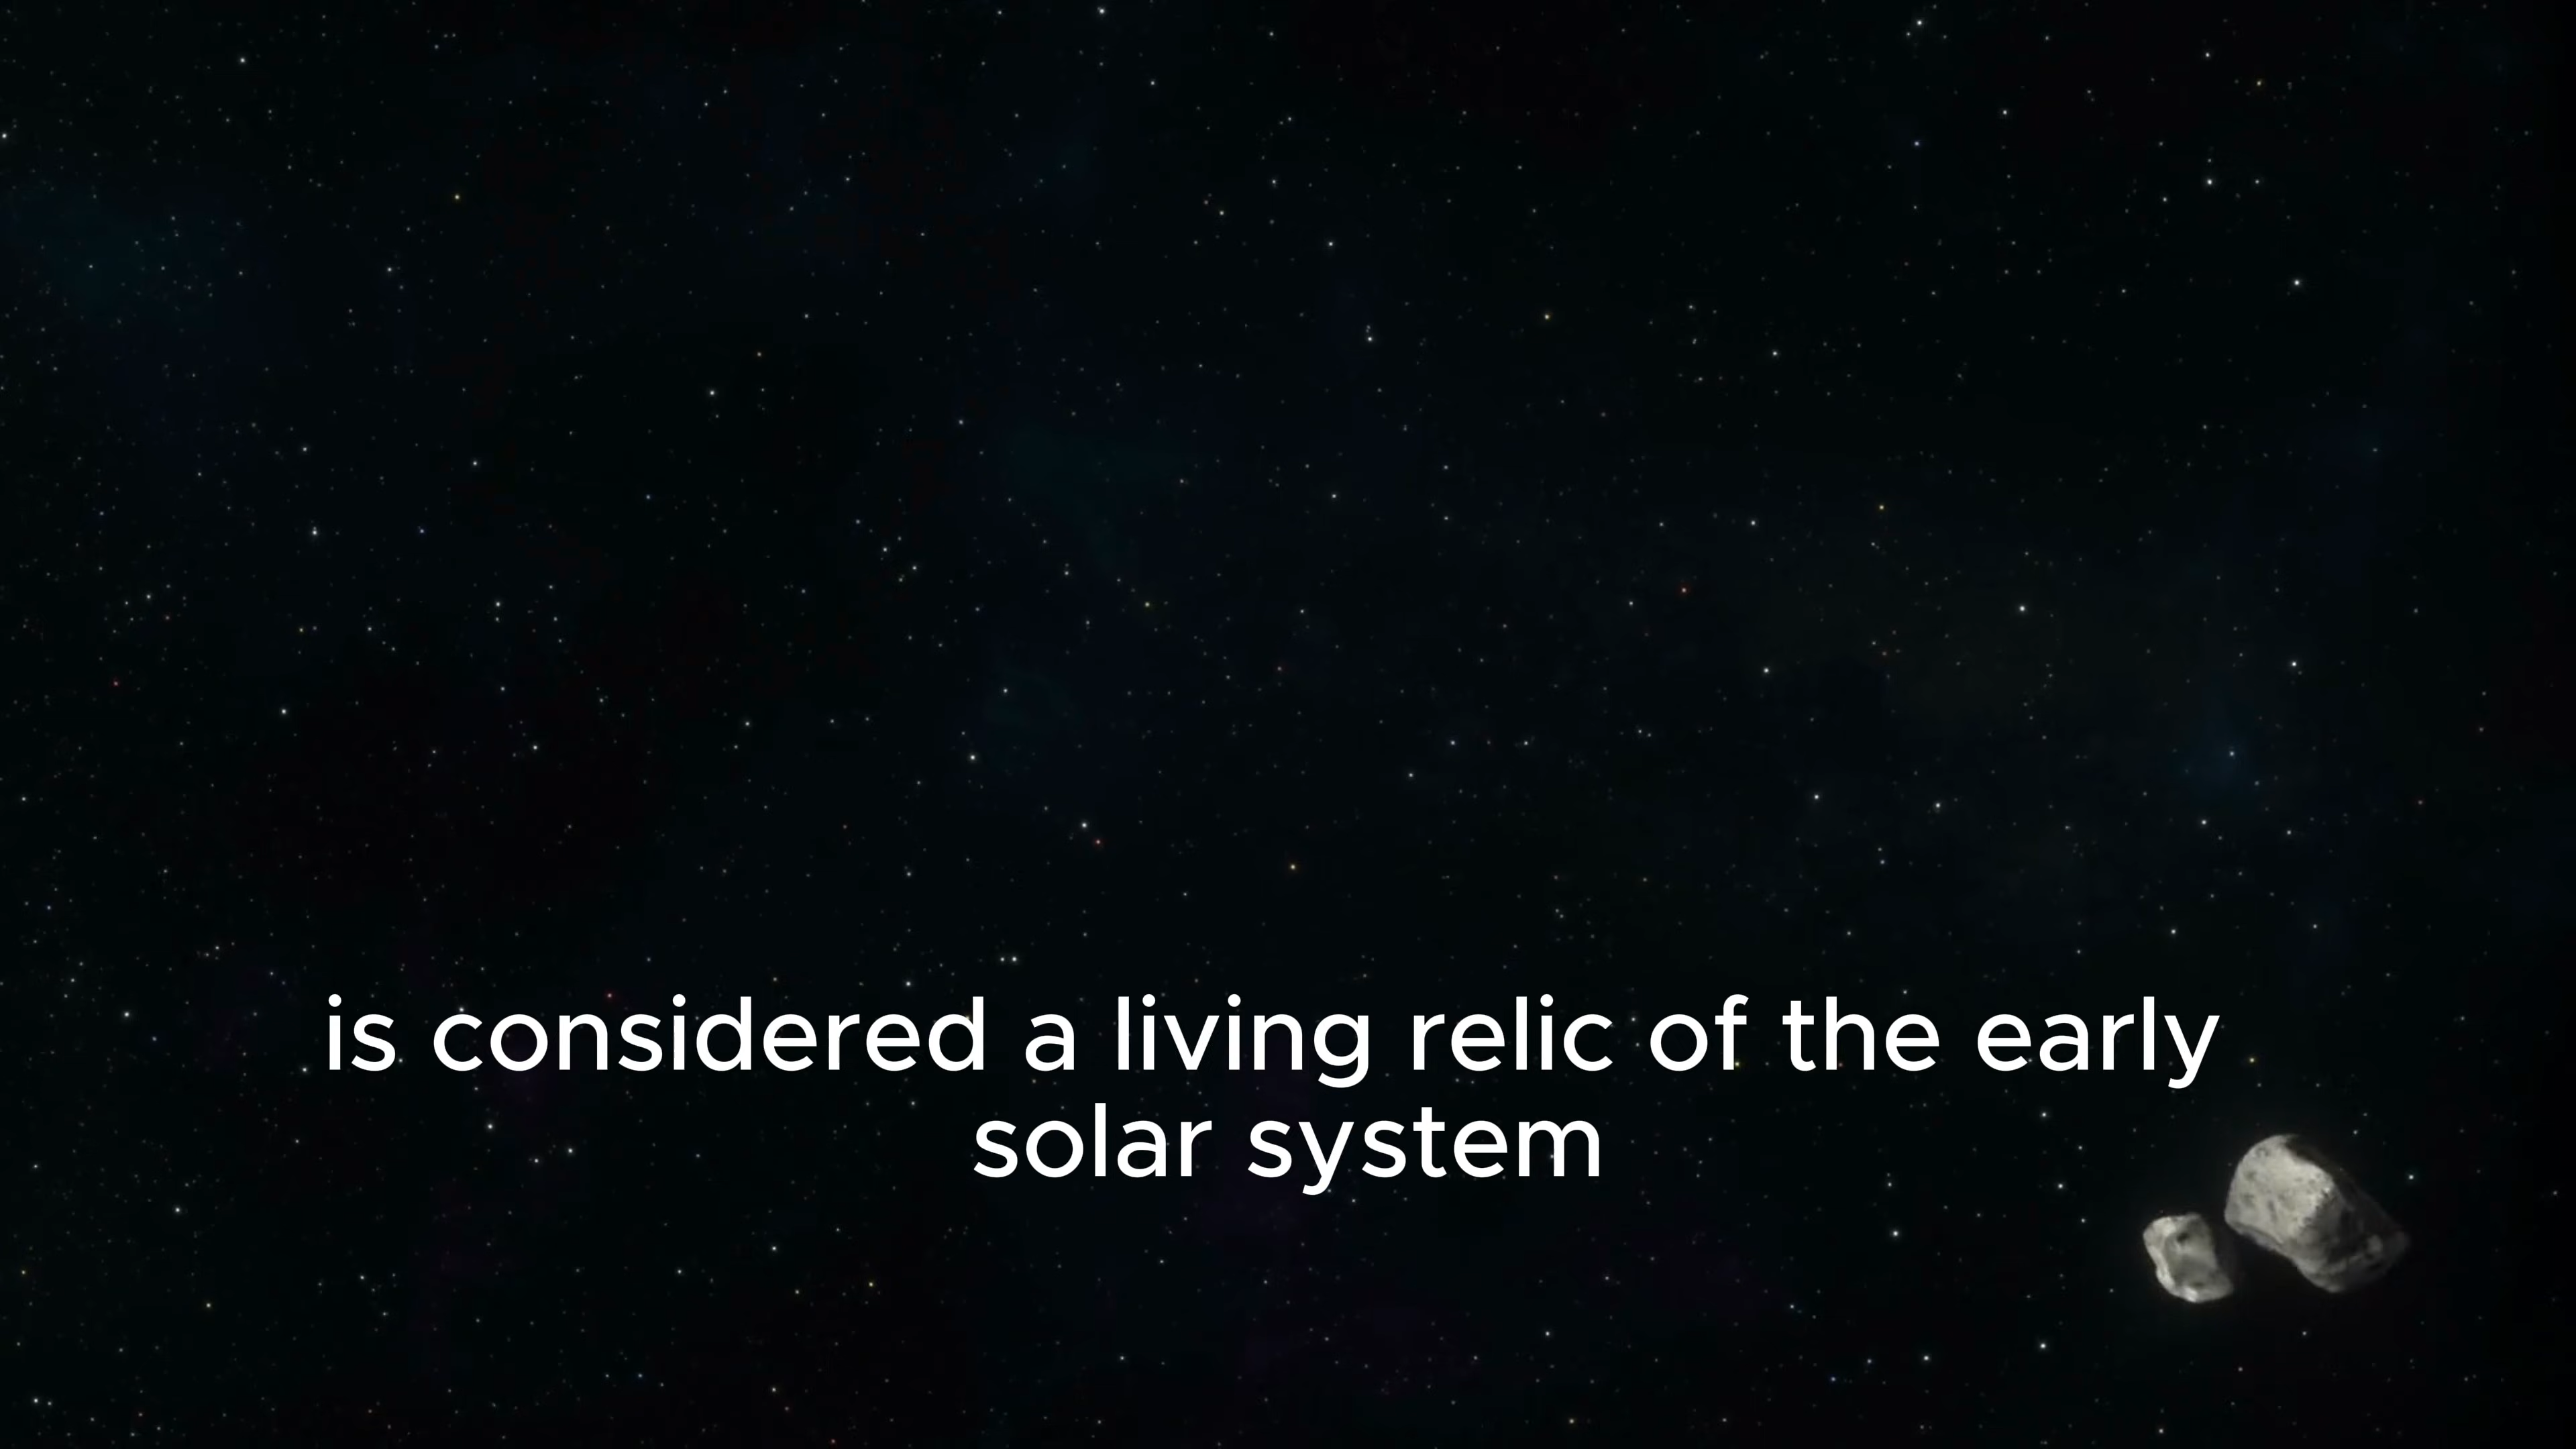 is considered a living relic of the early
solar system